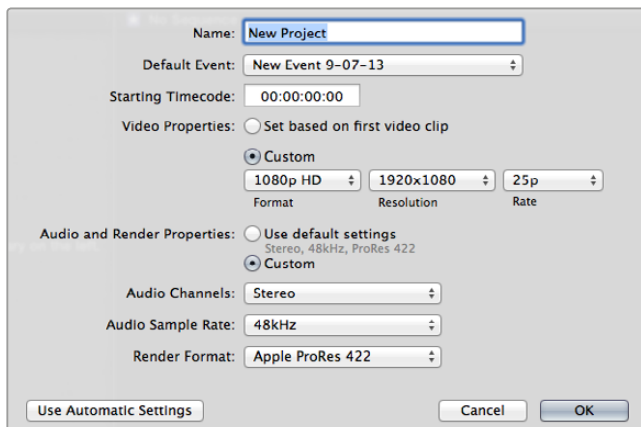 No Sequence
Name: New Project
Default Event: New Event 9-07-13
Starting Timecode: 00:00:00:00
Video Properties: Set based on first video clip
Custom
1080p HD 1920x1080 25p
Format Resolution Rate
Audio and Render Properties: Use default settings
Stereo, 48kHz, ProRes 422
Custom
Audio Channels: Stereo
Audio Sample Rate: 48kHz
Render Format: Apple ProRes 422
Use Automatic Settings Cancel OK